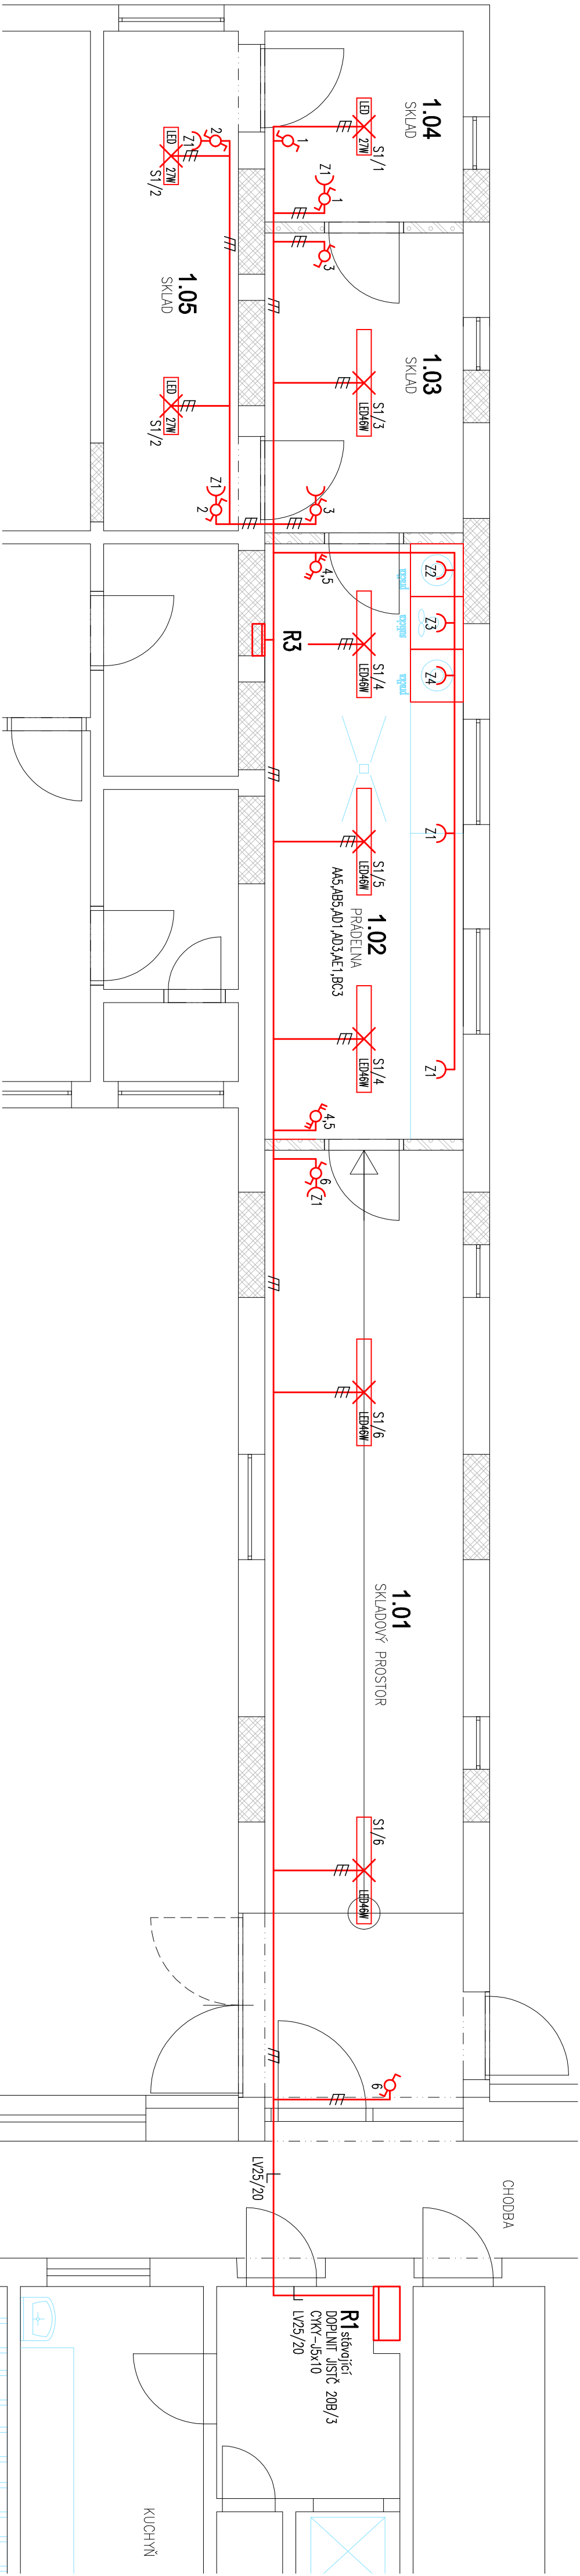 1.04
SKLAD
LED
27W
S1/1
1
Z1
1
2
Z1
LED
27W
S1/2
3
1.05
SKLAD
1.03
SKLAD
S1/3
LED46W
LED
27W
S1/2
Z1
2
3
4,5
Z2
pračka
Z3
sušička
Z4
pračka
R3
S1/4
LED46W
Z1
S1/5
LED46W
1.02
PRÁDELNA
AA5,AB5,AD1,AD3,AE1,BC3
S1/4
LED46W
Z1
4,5
6
Z1
S1/6
LED46W
1.01
SKLADOVÝ PROSTOR
S1/6
LED46W
6
LV25/20
CHODBA
R1 stávající
DOPLNIT JISTIČ 20B/3
CYKY-J5x10
LV25/20
KUCHYŇ